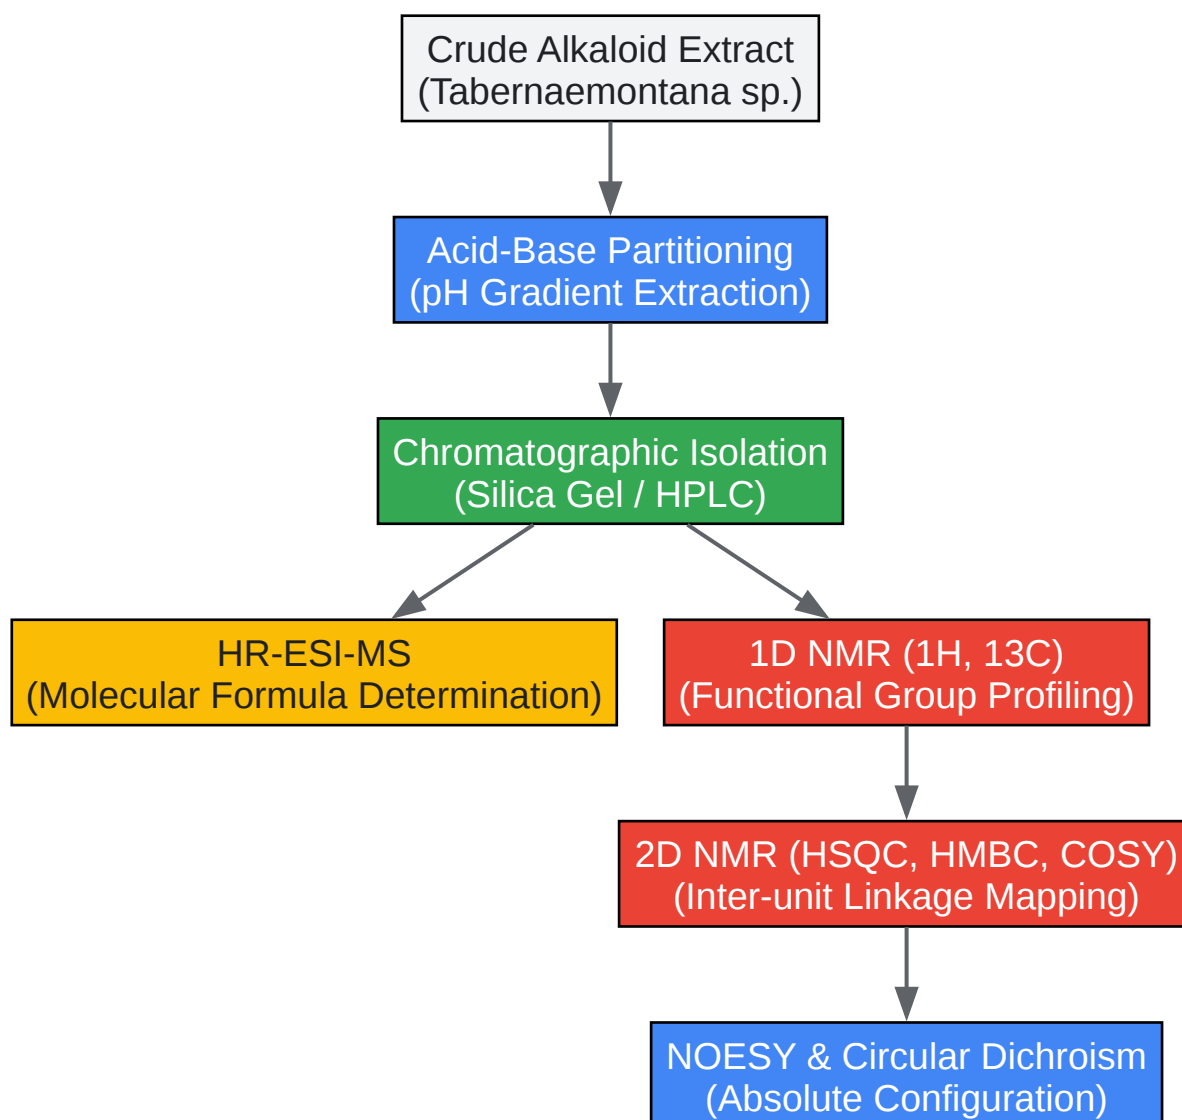 Crude Alkaloid Extract
(Tabernaemontana sp.)
Acid-Base Partitioning
(pH Gradient Extraction)
Chromatographic Isolation
(Silica Gel / HPLC)
HR-ESI-MS
(Molecular Formula Determination)
1D NMR (1H, 13C)
(Functional Group Profiling)
2D NMR (HSQC, HMBC, COSY)
(Inter-unit Linkage Mapping)
NOESY & Circular Dichroism
(Absolute Configuration)